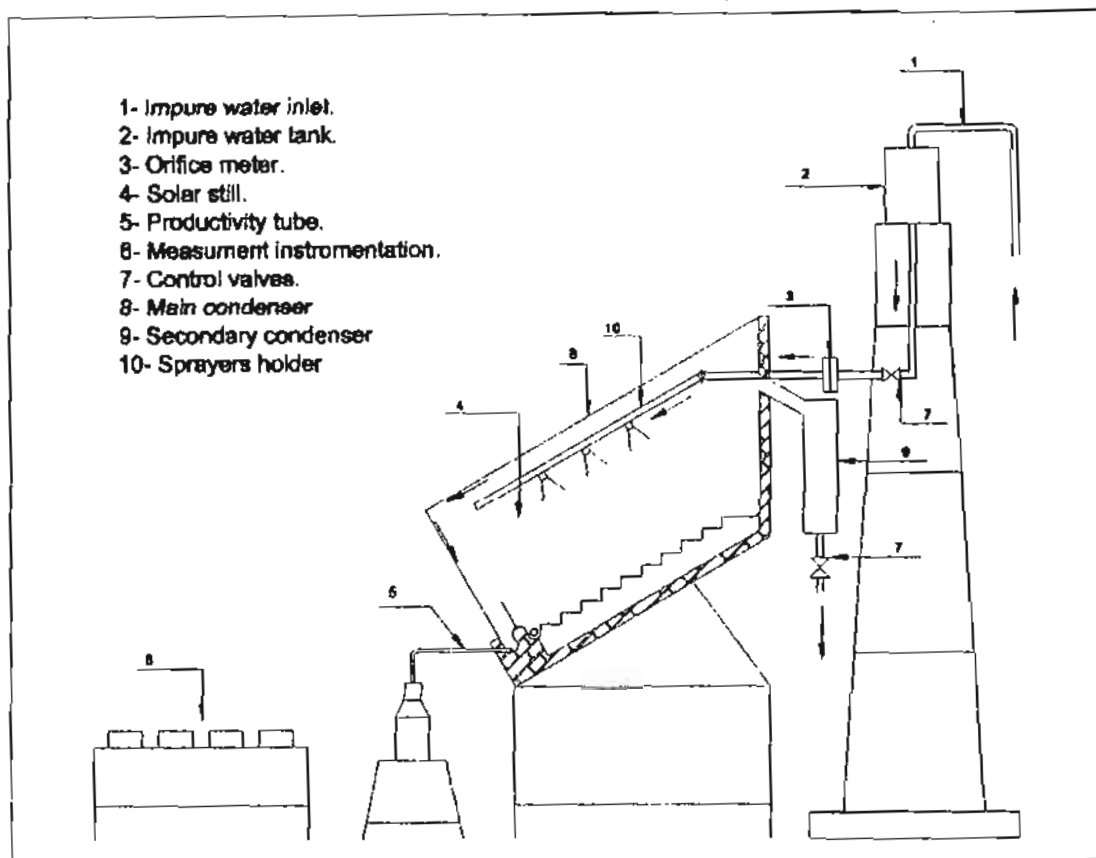 1- Impure water inlet.
2- Impure water tank.
3- Orifice meter.
4- Solar still.
5- Productivity tube.
6- Measument instromentation.
7- Control valves.
8- Main condenser
9- Secondary condenser
10- Sprayers holder
1
2
3
10
8
4
7
9
7
5
6